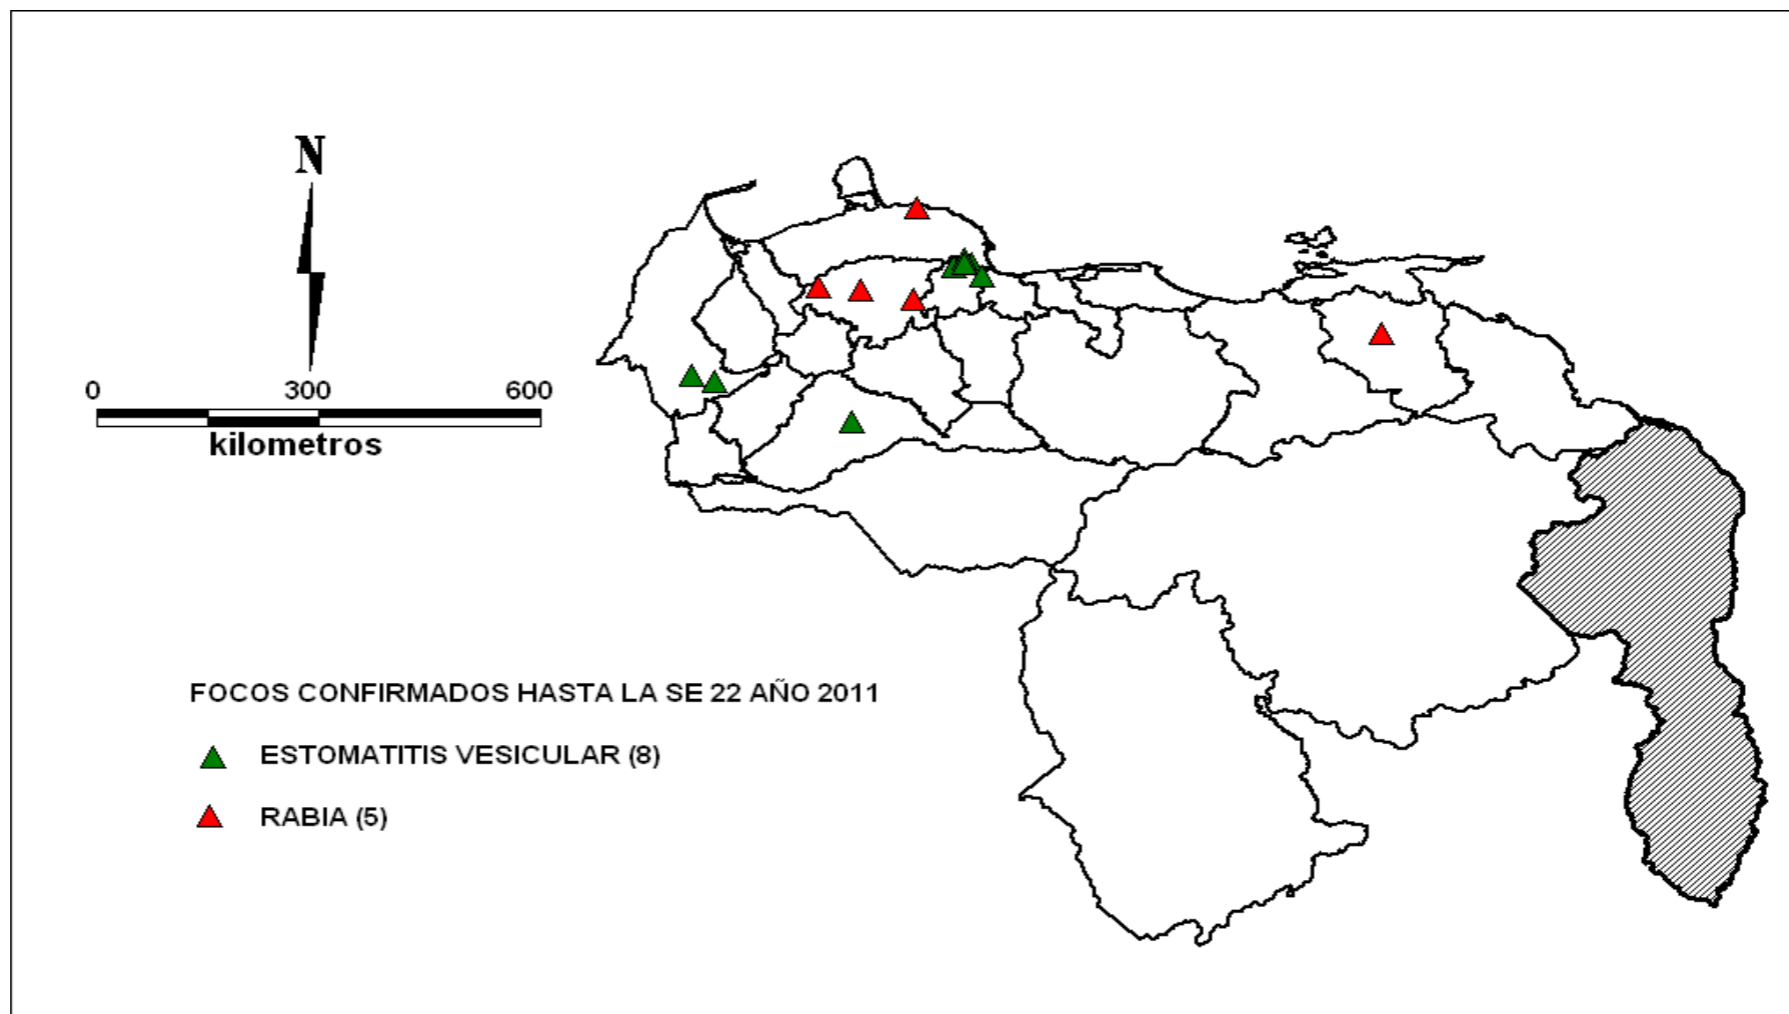 N
0 300 600
kilometros
FOCOS CONFIRMADOS HASTA LA SE 22 AÑO 2011
ESTOMATITIS VESICULAR (8)
RABIA (5)